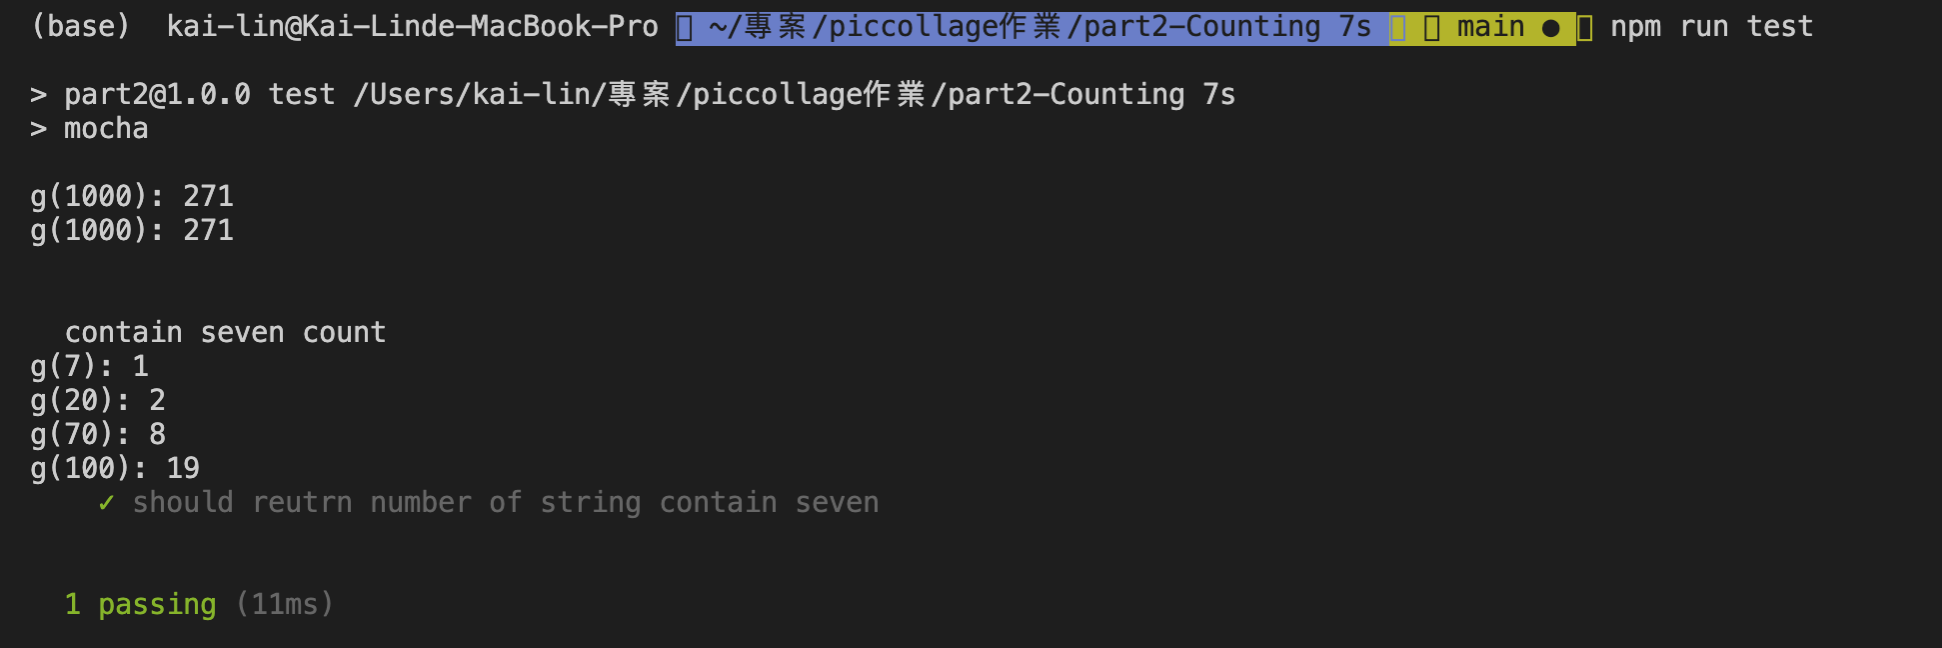 (base) kai-lin@Kai-Linde-MacBook-Pro ~/專案/piccollage作業/part2-Counting 7s main ● npm run test
> part2@1.0.0 test /Users/kai-lin/專案/piccollage作業/part2-Counting 7s
> mocha
g(1000): 271
g(1000): 271
contain seven count
g(7): 1
g(20): 2
g(70): 8
g(100): 19
✓ should reutrn number of string contain seven
1 passing (11ms)